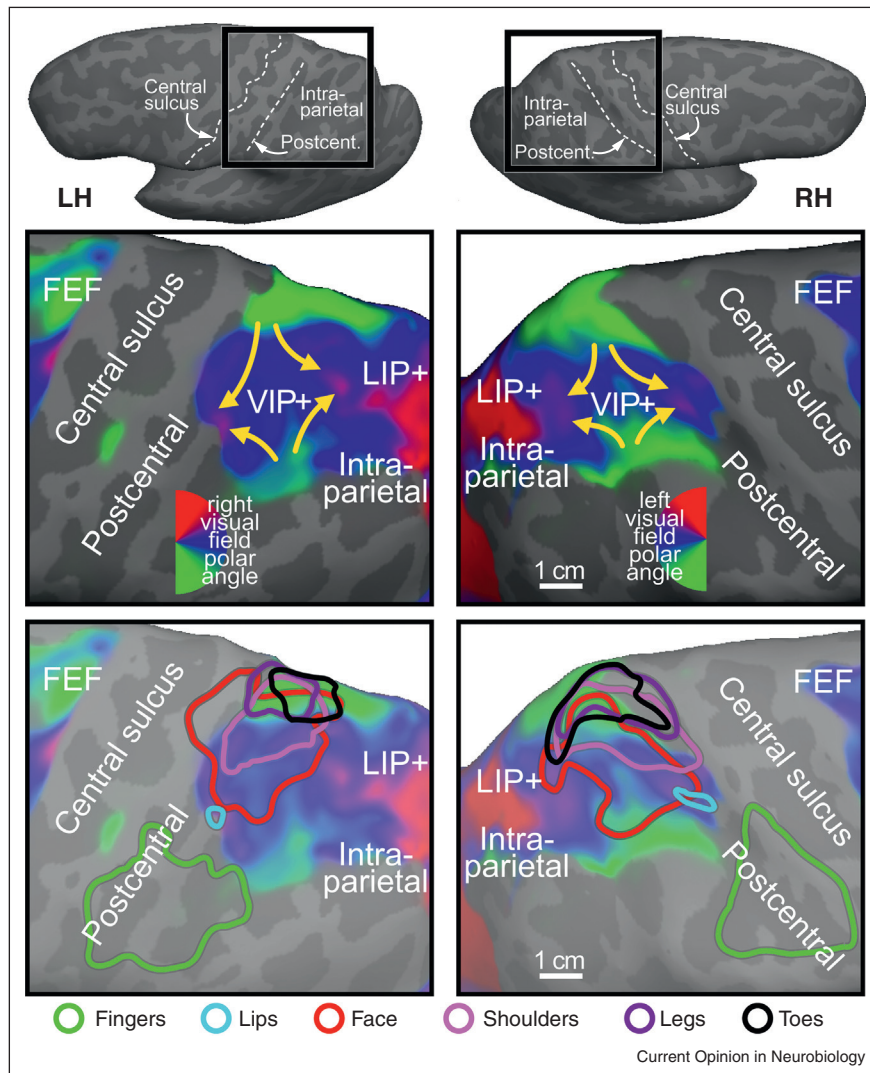 Central
sulcus
Intra-
parietal
Postcent.
LH
Intra-
parietal
Central
sulcus
Postcent.
RH
FEF
Central sulcus
VIP+
LIP+
Intra-
parietal
Postcentral
right
visual
field
polar
angle
FEF
Central sulcus
LIP+
VIP+
Intra-
parietal
Postcentral
left
visual
field
polar
angle
1 cm
FEF
Central sulcus
LIP+
Postcentral
Intra-
parietal
FEF
Central sulcus
LIP+
Intra-
parietal
Postcentral
1 cm
Fingers Lips Face Shoulders Legs Toes
Current Opinion in Neurobiology